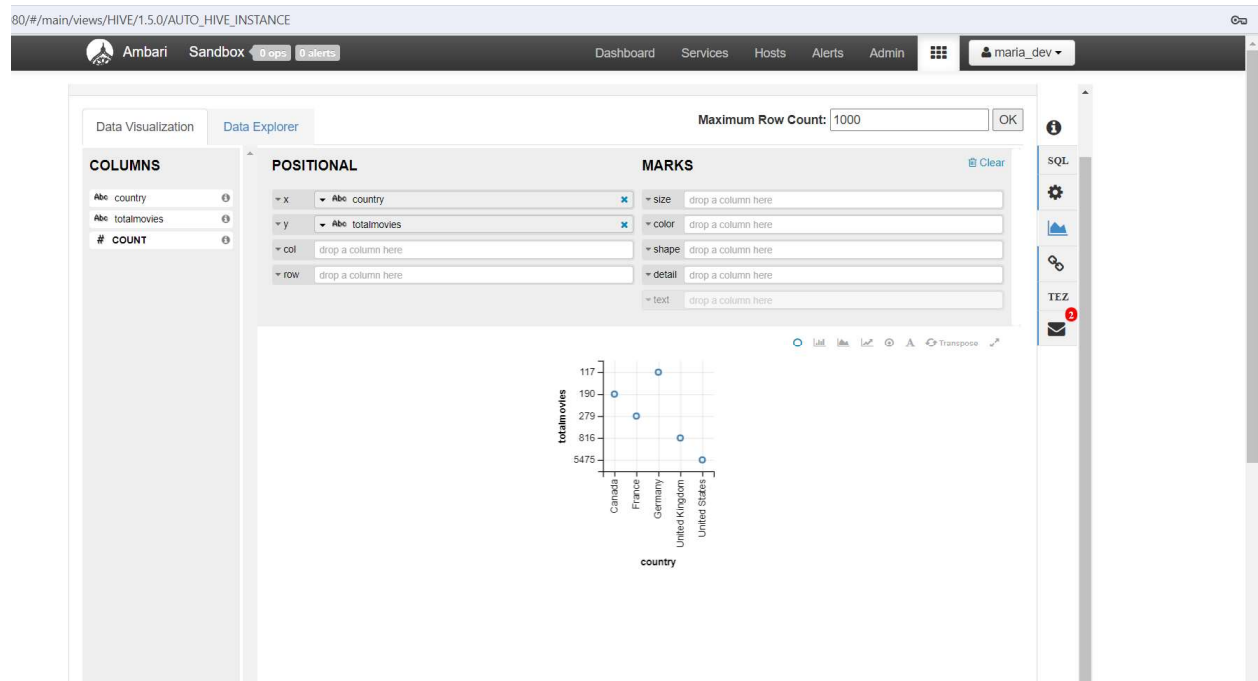 80/#/main/views/HIVE/1.5.0/AUTO_HIVE_INSTANCE
Ambari Sandbox 0 ops 0 alerts Dashboard Services Hosts Alerts Admin maria_dev
Data Visualization Data Explorer Maximum Row Count: 1000 OK
COLUMNS
Abc country
Abc totalmovies
# COUNT
POSITIONAL
x Abc country
y Abc totalmovies
col drop a column here
row drop a column here
MARKS
Clear
size drop a column here
color drop a column here
shape drop a column here
detail drop a column here
text drop a column here
SQL
TEZ
2
A Transpose
totalmovies
117
190
279
816
5475
Canada
France
Germany
United Kingdom
United States
country